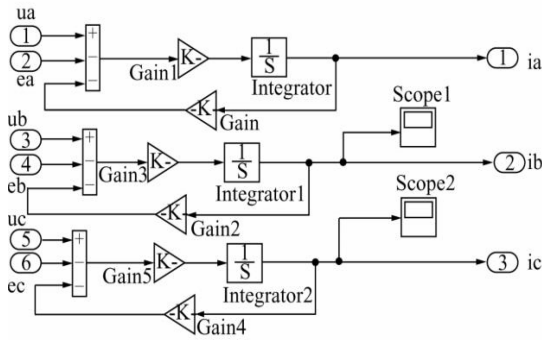 ua
1
+
2
−
ea
−
Gain1
K-
1
S
Integrator
-K
Gain
1
ia
Scope1
ub
3
+
4
−
eb
−
Gain3
K-
1
S
Integrator1
-K
Gain2
2
ib
Scope2
uc
5
+
6
−
ec
−
Gain5
K-
1
S
Integrator2
-K
Gain4
3
ic